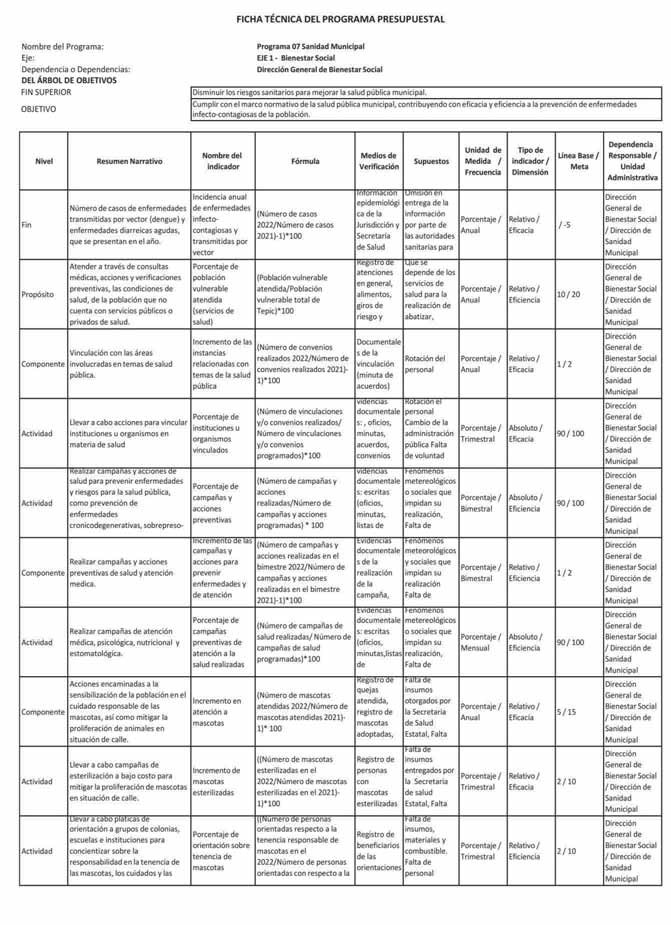 FICHA TÉCNICA DEL PROGRAMA PRESUPUESTAL
Nombre del Programa: Programa 07 Sanidad Municipal
Eje: EJE 1 - Bienestar Social
Dependencia o Dependencias: Dirección General de Bienestar Social
DEL ÁRBOL DE OBJETIVOS
FIN SUPERIOR Disminuir los riesgos sanitarios para mejorar la salud pública municipal.
OBJETIVO Cumplir con el marco normativo de la salud pública municipal, contribuyendo con eficacia y eficiencia a la prevención de enfermedades
infecto-contagiosas de la población.
Nivel
Resumen Narrativo
Nombre del
indicador
Fórmula
Medios de
Verificación
Supuestos
Unidad de
Medida /
Frecuencia
Tipo de
indicador /
Dimensión
Línea Base /
Meta
Dependencia
Responsable /
Unidad
Administrativa
Fin
Número de casos de enfermedades
transmitidas por vector (dengue) y
enfermedades diarreicas agudas,
que se presentan en el año.
Incidencia anual
de enfermedades
infecto-
contagiosas y
transmitidas por
vector
(Número de casos
2022/Número de casos
2021)-1)*100
Información
epidemiológi
ca de la
Jurisdicción y
Secretaría
de Salud
Omisión en
entrega de la
información
por parte de
las autoridades
sanitarias para
Porcentaje /
Anual
Relativo /
Eficacia
/ -5
Dirección
General de
Bienestar Social
/ Dirección de
Sanidad
Municipal
Propósito
Atender a través de consultas
médicas, acciones y verificaciones
preventivas, las condiciones de
salud, de la población que no
cuenta con servicios públicos o
privados de salud.
Porcentaje de
población
vulnerable
atendida
(servicios de
salud)
(Población vulnerable
atendida/Población
vulnerable total de
Tepic)*100
Registro de
atenciones
en general,
alimentos,
giros de
riesgo y
Que se
depende de los
servicios de
salud para la
realización de
abatizar,
Porcentaje /
Anual
Relativo /
Eficiencia
10 / 20
Dirección
General de
Bienestar Social
/ Dirección de
Sanidad
Municipal
Componente
Vinculación con las áreas
involucradas en temas de salud
pública.
Incremento de las
instancias
relacionadas con
temas de la salud
pública
(Número de convenios
realizados 2022/Número de
convenios realizados 2021)-
1)*100
Documentale
s de la
vinculación
(minuta de
acuerdos)
Rotación del
personal
Porcentaje /
Anual
Relativo /
Eficacia
1 / 2
Dirección
General de
Bienestar Social
/ Dirección de
Sanidad
Municipal
Actividad
Llevar a cabo acciones para vincular
instituciones u organismos en
materia de salud
Porcentaje de
instituciones u
organismos
vinculados
(Número de vinculaciones
y/o convenios realizados/
Número de vinculaciones
y/o convenios
programados)*100
videncias
documentale
s: , oficios,
minutas,
acuerdos,
convenios
Rotación el
personal
Cambio de la
administración
pública Falta
de voluntad
Porcentaje /
Trimestral
Absoluto /
Eficacia
90 / 100
Dirección
General de
Bienestar Social
/ Dirección de
Sanidad
Municipal
Actividad
Realizar campañas y acciones de
salud para prevenir enfermedades
y riesgos para la salud pública,
como prevención de
enfermedades
cronicodegenerativas, sobrepreso-
Porcentaje de
campañas y
acciones
preventivas
(Número de campañas y
acciones
realizadas/Número de
campañas y acciones
programadas) * 100
videncias
documentale
s: escritas
(oficios,
minutas,
listas de
Fenómenos
metereológicos
o sociales que
impidan su
realización,
Falta de
Porcentaje /
Bimestral
Absoluto /
Eficiencia
90 / 100
Dirección
General de
Bienestar Social
/ Dirección de
Sanidad
Municipal
Componente
Realizar campañas y acciones
preventivas de salud y atención
medica.
Incremento de las
campañas y
acciones para
prevenir
enfermedades y
de atención
(Número de campañas y
acciones realizadas en el
bimestre 2022/Número de
campañas y acciones
realizadas en el bimestre
2021)-1)*100
Evidencias
documentale
s de la
realización
de la
campaña,
Fenómenos
meteorológicos
y sociales que
impidan su
realización
Falta de
Porcentaje /
Bimestral
Relativo /
Eficiencia
1 / 2
Dirección
General de
Bienestar Social
/ Dirección de
Sanidad
Municipal
Actividad
Realizar campañas de atención
médica, psicológica, nutricional y
estomatológica.
Porcentaje de
campañas
preventivas de
atención a la
salud realizadas
(Número de campañas de
salud realizadas/ Número de
campañas de salud
programadas)*100
Evidencias
documentale
s: escritas
(oficios,
minutas,listas
de
Fenómenos
metereológicos
o sociales que
impidan su
realización,
Falta de
Porcentaje /
Mensual
Absoluto /
Eficiencia
90 / 100
Dirección
General de
Bienestar Social
/ Dirección de
Sanidad
Municipal
Componente
Acciones encaminadas a la
sensibilización de la población en el
cuidado responsable de las
mascotas, así como mitigar la
proliferación de animales en
situación de calle.
Incremento en
atención a
mascotas
(Número de mascotas
atendidas 2022/Número de
mascotas atendidas 2021)-
1)* 100
Registro de
quejas
atendida,
registro de
mascotas
adoptadas,
Falta de
insumos
otorgados por
la Secretaria
de Salud
Estatal, Falta
Porcentaje /
Anual
Relativo /
Eficacia
5 / 15
Dirección
General de
Bienestar Social
/ Dirección de
Sanidad
Municipal
Actividad
Llevar a cabo campañas de
esterilización a bajo costo para
mitigar la proliferación de mascotas
en situación de calle.
Incremento de
mascotas
esterilizadas
((Número de mascotas
esterilizadas en el
2022/Número de mascotas
esterilizadas en el 2021)-
1)*100
Registro de
personas
con
mascotas
esterilizadas
Falta de
insumos
entregados por
la Secretaria
de salud
Estatal, Falta
Porcentaje /
Trimestral
Relativo /
Eficacia
2 / 10
Dirección
General de
Bienestar Social
/ Dirección de
Sanidad
Municipal
Actividad
Llevar a cabo pláticas de
orientación a grupos de colonias,
escuelas e instituciones para
concientizar sobre la
responsabilidad en la tenencia de
las mascotas, los cuidados y las
Porcentaje de
orientación sobre
tenencia de
mascotas
((Número de personas
orientadas respecto a la
tenencia responsable de
mascotas en el
2022/Número de personas
orientadas con respecto a la
Registro de
beneficiarios
de las
orientaciones
Falta de
insumos,
materiales y
combustible.
Falta de
personal
Porcentaje /
Trimestral
Relativo /
Eficiencia
2 / 10
Dirección
General de
Bienestar Social
/ Dirección de
Sanidad
Municipal